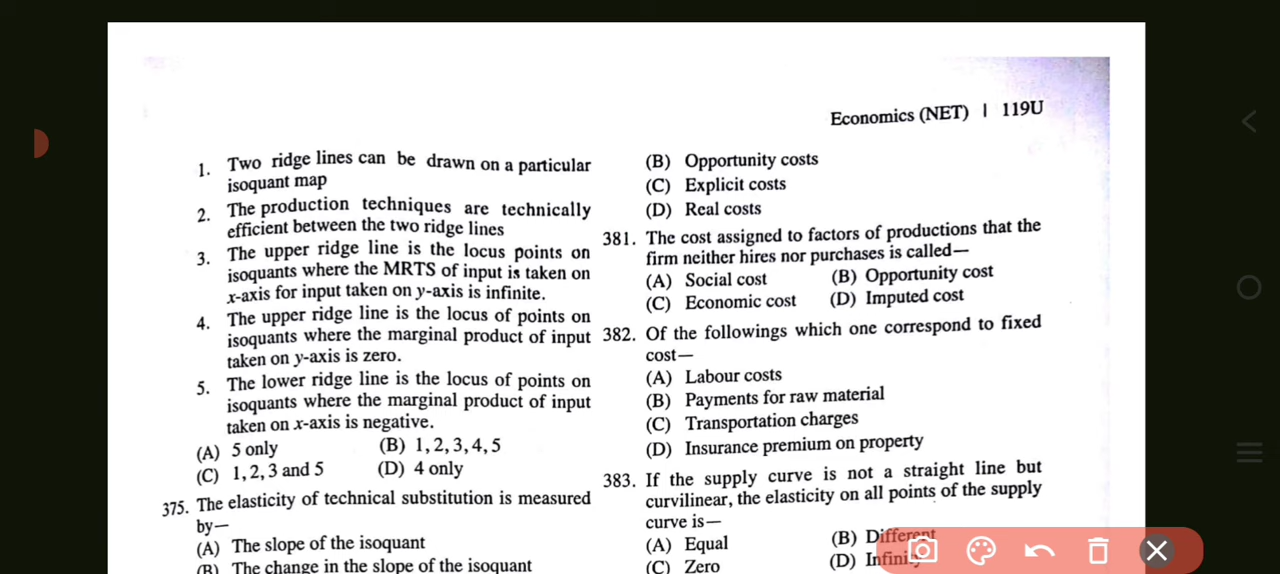 Economics (NET) | 119U
1. Two ridge lines can be drawn on a particular
isoquant map
2. The production techniques are technically
efficient between the two ridge lines
3. The upper ridge line is the locus points on
isoquants where the MRTS of input is taken on
x-axis for input taken on y-axis is infinite.
4. The upper ridge line is the locus of points on
isoquants where the marginal product of input
taken on y-axis is zero.
5. The lower ridge line is the locus of points on
isoquants where the marginal product of input
taken on x-axis is negative.
(A) 5 only (B) 1, 2, 3, 4, 5
(C) 1, 2, 3 and 5 (D) 4 only
375. The elasticity of technical substitution is measured
by—
(A) The slope of the isoquant
(B) The change in the slope of the isoquant
(B) Opportunity costs
(C) Explicit costs
(D) Real costs
381. The cost assigned to factors of productions that the
firm neither hires nor purchases is called—
(A) Social cost (B) Opportunity cost
(C) Economic cost (D) Imputed cost
382. Of the followings which one correspond to fixed
cost—
(A) Labour costs
(B) Payments for raw material
(C) Transportation charges
(D) Insurance premium on property
383. If the supply curve is not a straight line but
curvilinear, the elasticity on all points of the supply
curve is—
(A) Equal (B) Different
(C) Zero (D)